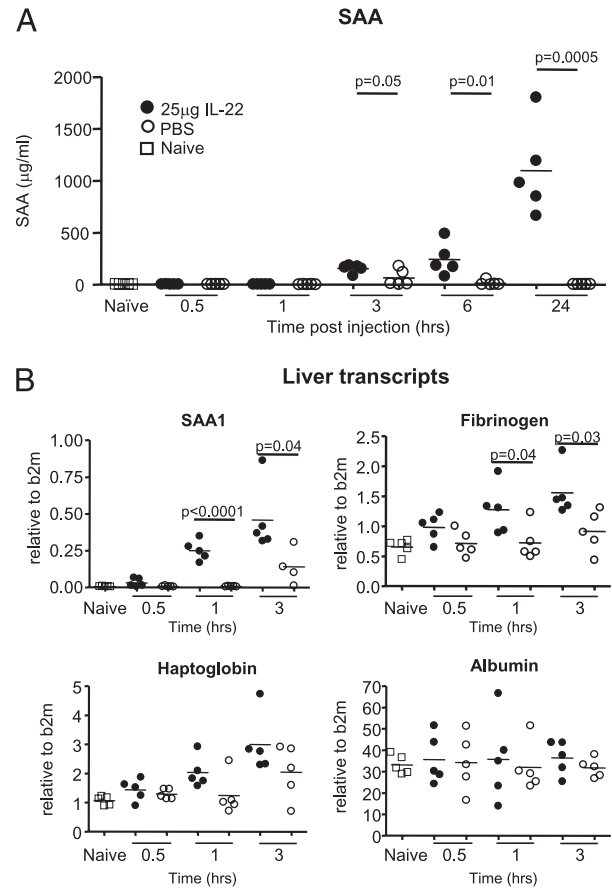 A
SAA
p=0.0005
p=0.05
p=0.01
2000
1500
1000
500
0
SAA (µg/ml)
25µg IL-22
PBS
Naive
Naïve
0.5
1
3
6
24
Time post injection (hrs)
B
Liver transcripts
SAA1
p=0.04
p<0.0001
1.00
0.75
0.50
0.25
0.00
relative to b2m
Naive
0.5
1
3
Time (hrs)
Fibrinogen
p=0.03
p=0.04
2.5
2.0
1.5
1.0
0.5
0.0
relative to b2m
Naive
0.5
1
3
Time (hrs)
Haptoglobin
5
4
3
2
1
0
relative to b2m
Naive
0.5
1
3
Time (hrs)
Albumin
70
60
50
40
30
20
10
0
relative to b2m
Naive
0.5
1
3
Time (hrs)